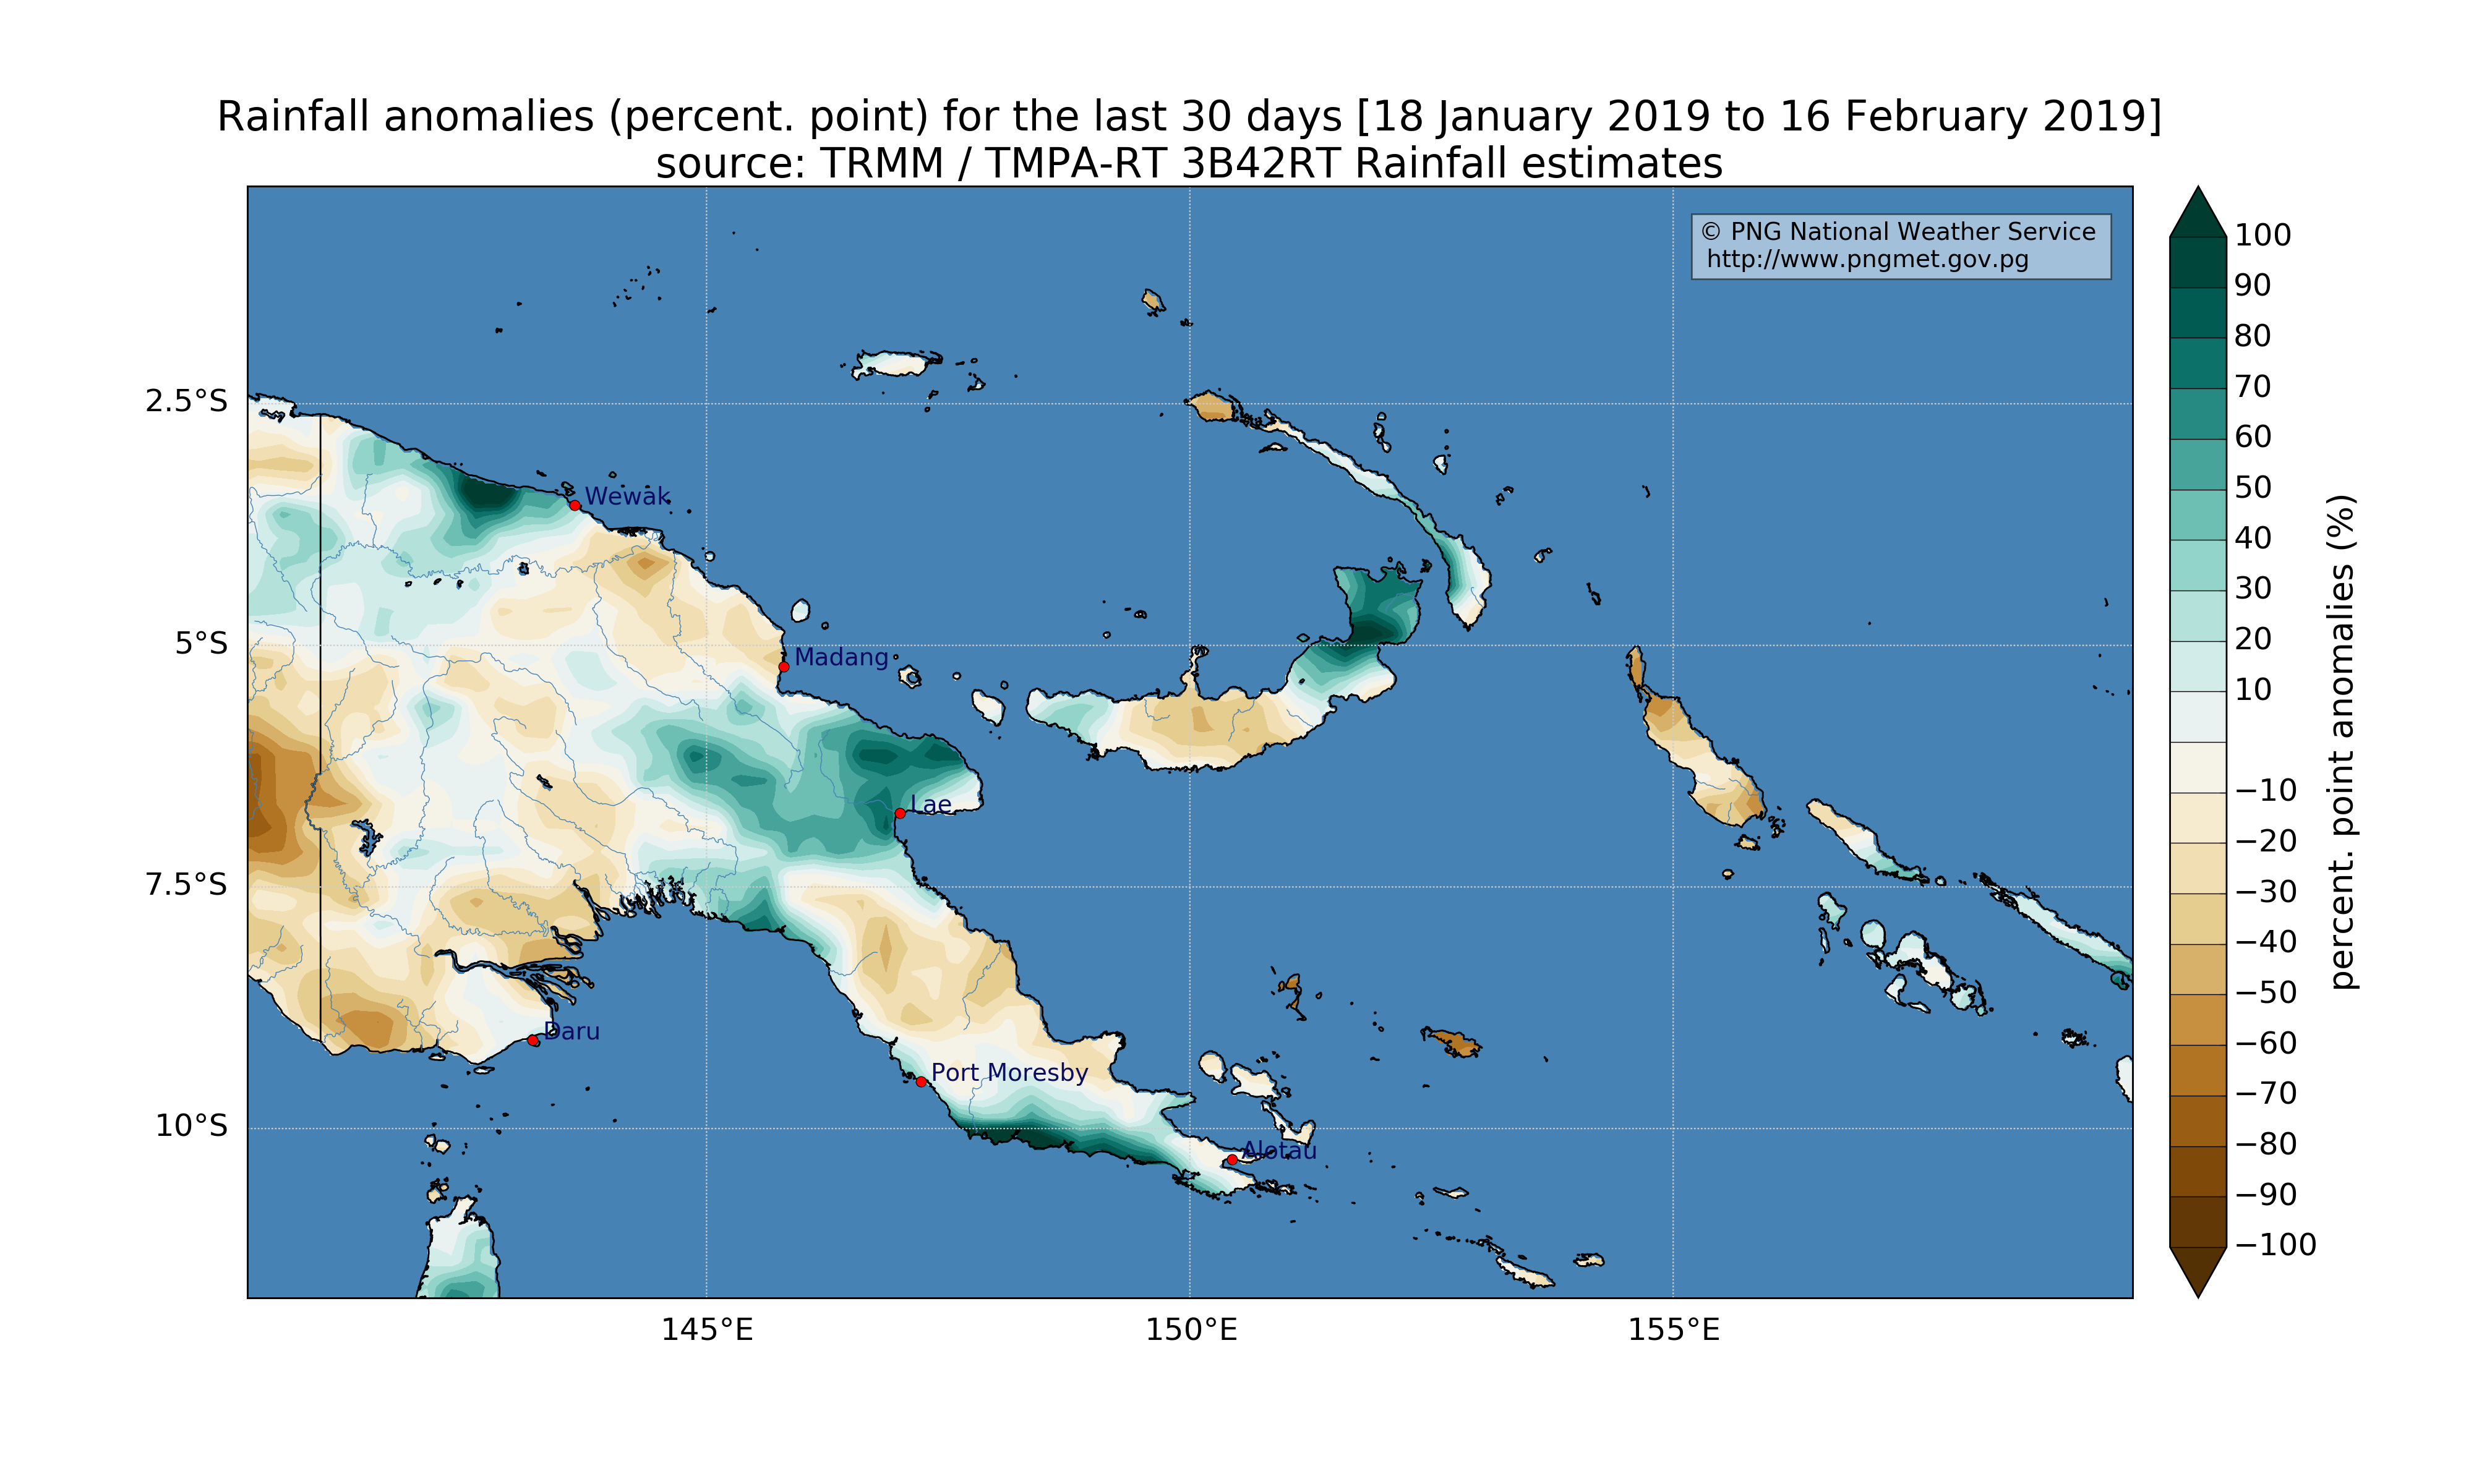 Rainfall anomalies (percent. point) for the last 30 days [18 January 2019 to 16 February 2019]
source: TRMM / TMPA-RT 3B42RT Rainfall estimates
© PNG National Weather Service
http://www.pngmet.gov.pg
2.5°S
5°S
7.5°S
10°S
Wewak
Madang
Lae
Daru
Port Moresby
Alotau
145°E
150°E
155°E
100
90
80
70
60
50
40
30
20
10
−10
−20
−30
−40
−50
−60
−70
−80
−90
−100
percent. point anomalies (%)